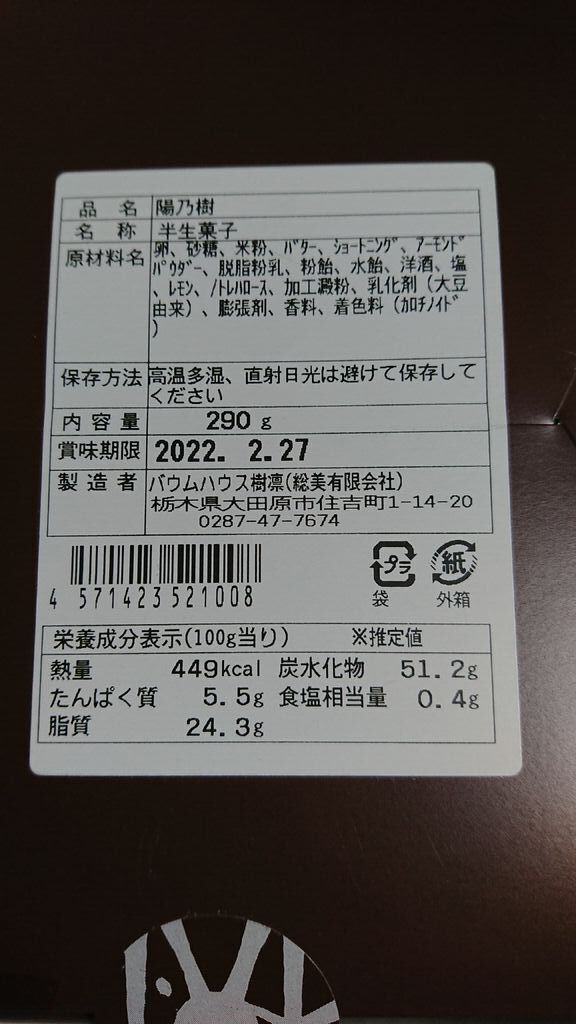 品名 陽乃樹
名称 半生菓子
原材料名 卵、砂糖、米粉、ﾊﾞﾀｰ、ｼｮｰﾄﾆﾝｸﾞ、ｱｰﾓﾝﾄﾞ
ﾊﾟｳﾀﾞｰ、脱脂粉乳、粉飴、水飴、洋酒、塩
、ﾚﾓﾝ、/ﾄﾚﾊﾛｰｽ、加工澱粉、乳化剤（大豆
由来）、膨張剤、香料、着色料（ｶﾛﾁﾉｲﾄﾞ
）
保存方法 高温多湿、直射日光は避けて保存して
ください
内容量 290g
賞味期限 2022. 2.27
製造者 バウムハウス樹凛(総美有限会社)
栃木県大田原市住吉町1-14-20
0287-47-7674
4 571423 521008
プラ 紙
袋 外箱
栄養成分表示(100g当り) ※推定値
熱量 449kcal 炭水化物 51.2g
たんぱく質 5.5g 食塩相当量 0.4g
脂質 24.3g